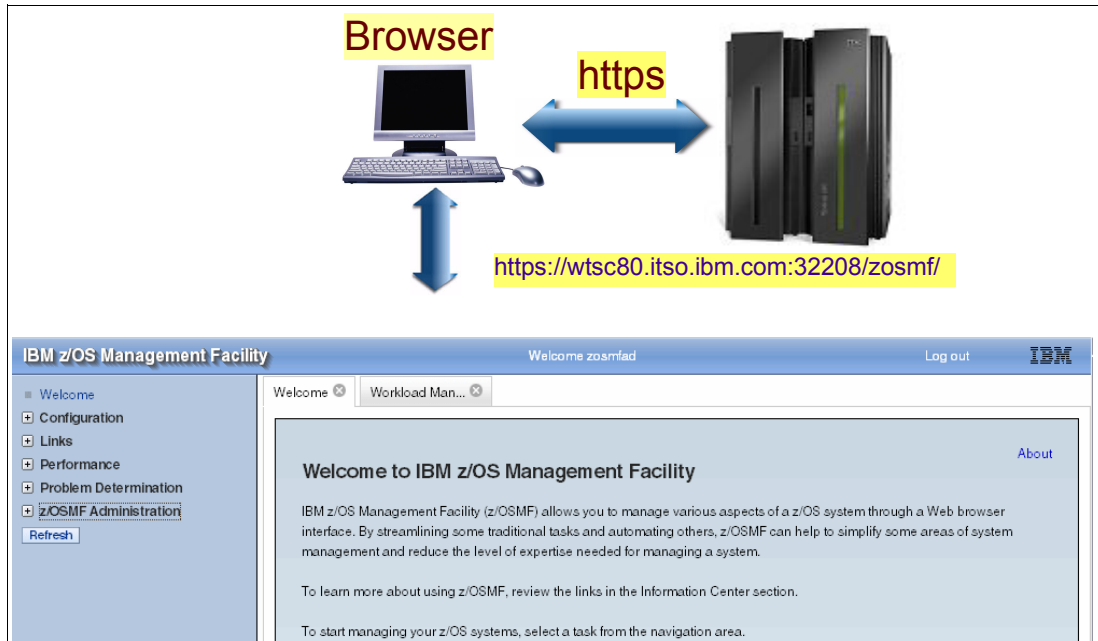 Browser
https
https://wtsc80.itso.ibm.com:32208/zosmf/
IBM z/OS Management Facility
Welcome zosmfad
Log out
IBM
Welcome
Configuration
Links
Performance
Problem Determination
z/OSMF Administration
Refresh
Welcome
Workload Man...
About
Welcome to IBM z/OS Management Facility
IBM z/OS Management Facility (z/OSMF) allows you to manage various aspects of a z/OS system through a Web browser
interface. By streamlining some traditional tasks and automating others, z/OSMF can help to simplify some areas of system
management and reduce the level of expertise needed for managing a system.
To learn more about using z/OSMF, review the links in the Information Center section.
To start managing your z/OS systems, select a task from the navigation area.